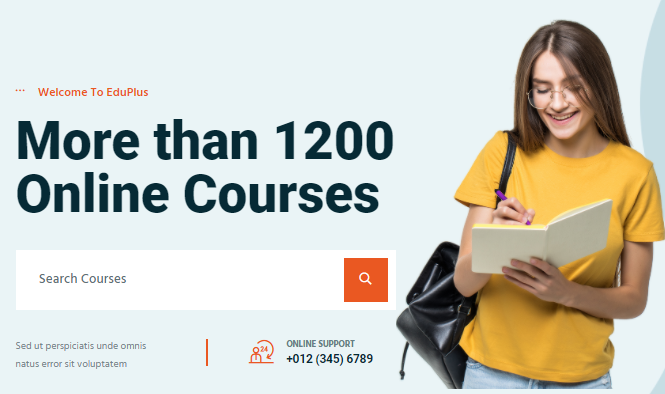 Welcome To EduPlus
More than 1200
Online Courses
Search Courses
Sed ut perspiciatis unde omnis
natus error sit voluptatem
24
ONLINE SUPPORT
+012 (345) 6789